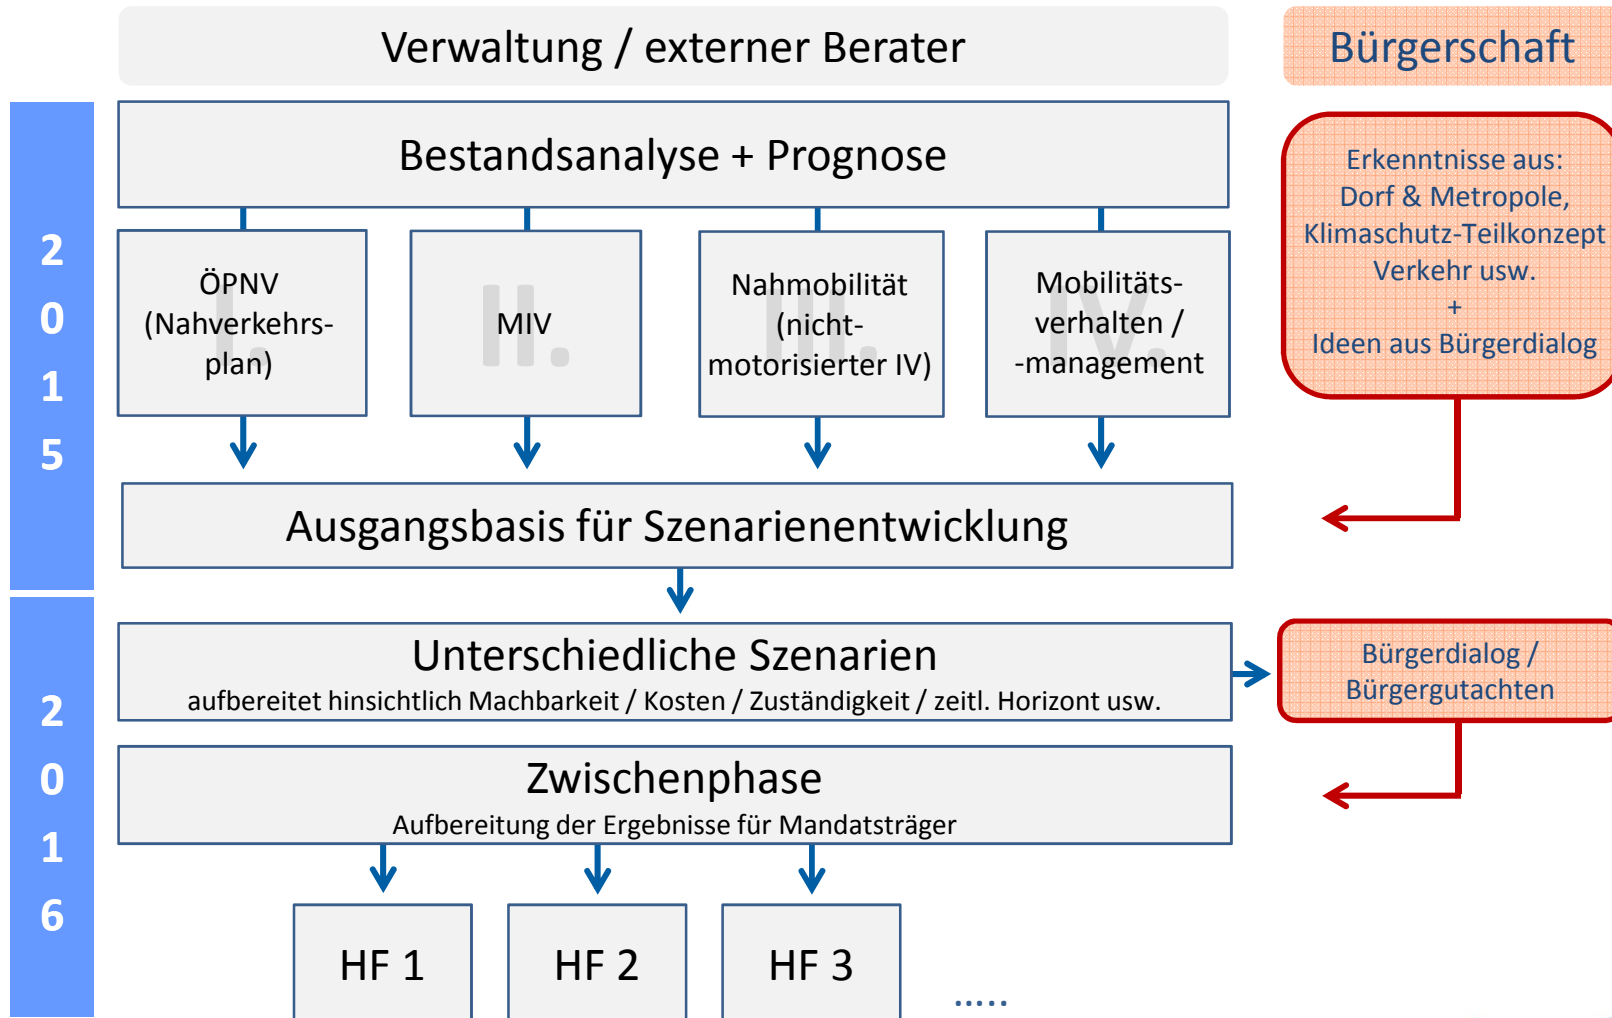 Verwaltung / externer Berater
Bürgerschaft
2
0
1
5
Bestandsanalyse + Prognose
I.
ÖPNV
(Nahverkehrs-
plan)
II.
MIV
III.
Nahmobilität
(nicht-
motorisierter IV)
IV.
Mobilitäts-
verhalten /
-management
Erkenntnisse aus:
Dorf & Metropole,
Klimaschutz-Teilkonzept
Verkehr usw.
+
Ideen aus Bürgerdialog
Ausgangsbasis für Szenarienentwicklung
2
0
1
6
Unterschiedliche Szenarien
aufbereitet hinsichtlich Machbarkeit / Kosten / Zuständigkeit / zeitl. Horizont usw.
Bürgerdialog /
Bürgergutachten
Zwischenphase
Aufbereitung der Ergebnisse für Mandatsträger
HF 1
HF 2
HF 3
.....